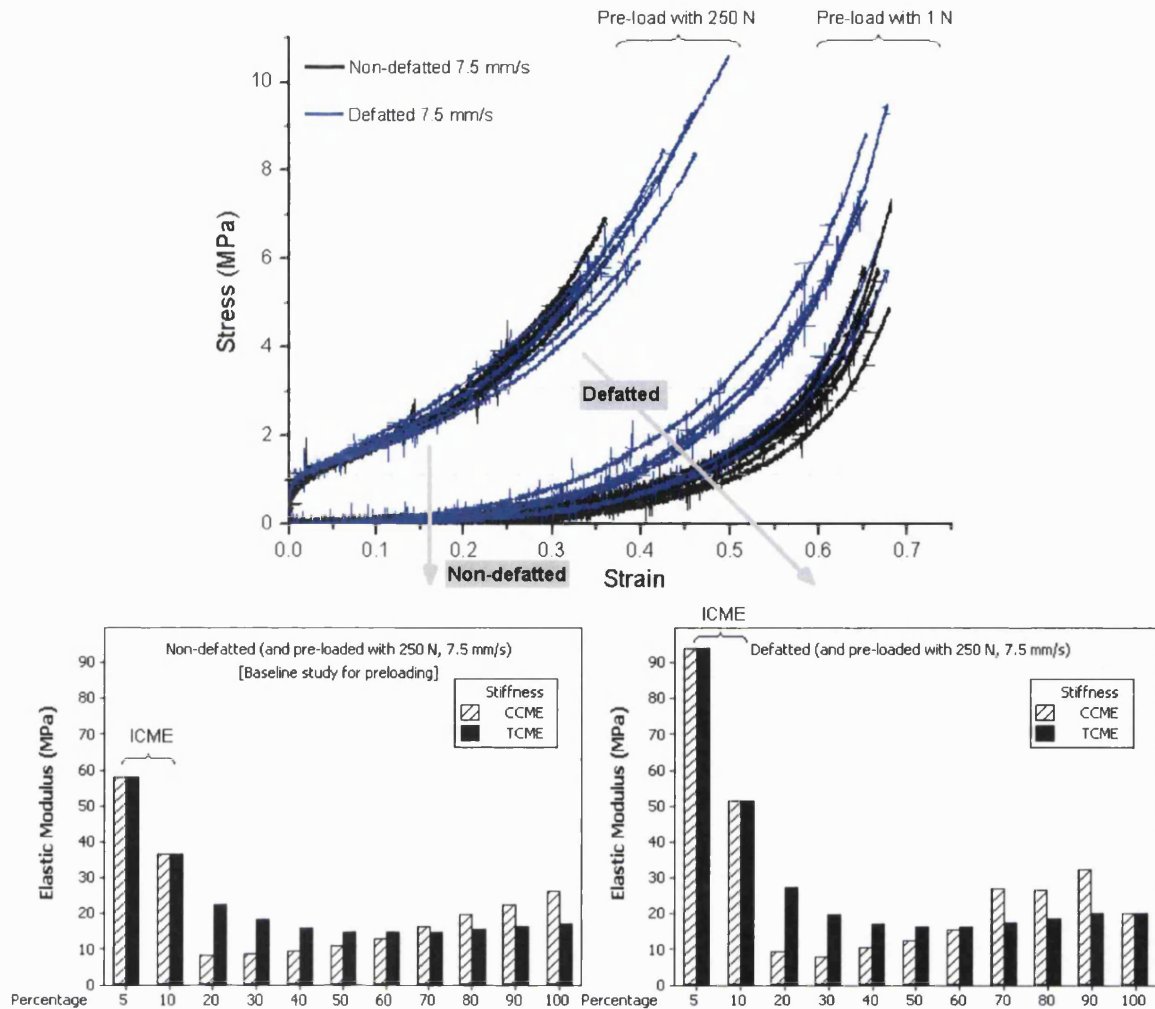 Pre-load with 250 N
Pre-load with 1 N
Non-defatted 7.5 mm/s
Defatted 7.5 mm/s
Stress (MPa)
10
8
6
4
2
0
0.0 0.1 0.2 0.3 0.4 0.5 0.6 0.7
Strain
Defatted
Non-defatted
Non-defatted (and pre-loaded with 250 N, 7.5 mm/s)
[Baseline study for preloading]
Stiffness
CCME
TCME
ICME
Elastic Modulus (MPa)
90
80
70
60
50
40
30
20
10
0
Percentage 5 10 20 30 40 50 60 70 80 90 100
ICME
Defatted (and pre-loaded with 250 N, 7.5 mm/s)
Stiffness
CCME
TCME
Elastic Modulus (MPa)
90
80
70
60
50
40
30
20
10
0
Percentage 5 10 20 30 40 50 60 70 80 90 100